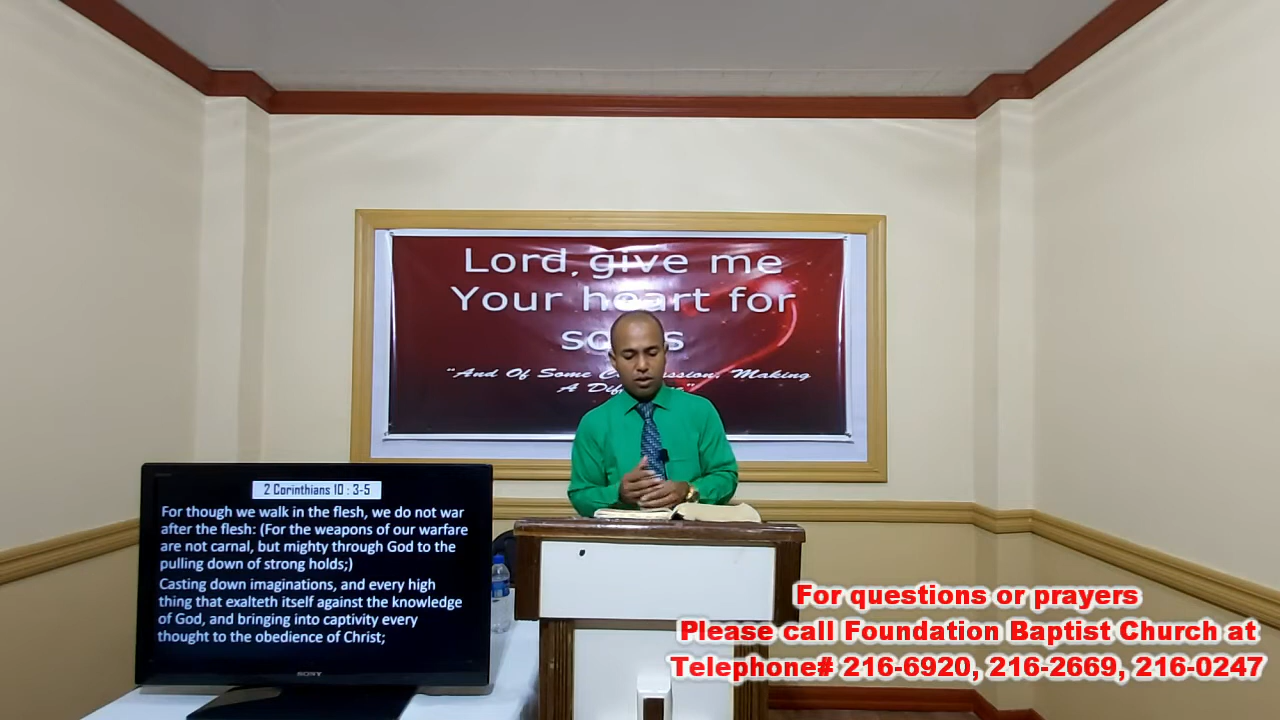 Lord, give me
Your heart for
"And Of Some Making
A
2 Corinthians 10 : 3-5
For though we walk in the flesh, we do not war
after the flesh: (For the weapons of our warfare
are not carnal, but mighty through God to the
pulling down of strong holds;)
Casting down imaginations, and every high
thing that exalteth itself against the knowledge
of God, and bringing into captivity every
thought to the obedience of Christ;
SONY
For questions or prayers
Please call Foundation Baptist Church at
Telephone# 216-6920, 216-2669, 216-0247